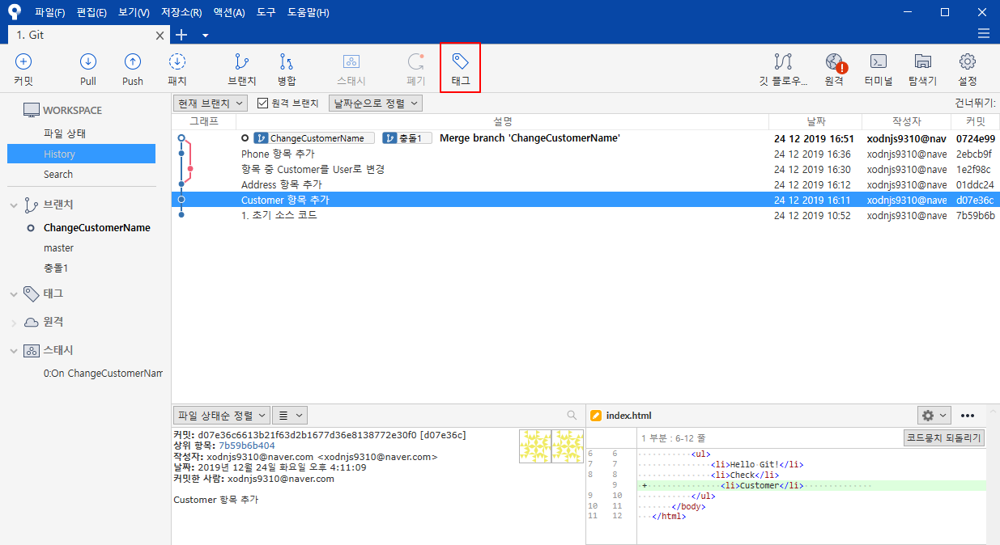 파일(F) 편집(E) 보기(V) 저장소(R) 액션(A) 도구 도움말(H)
1. Git
커밋 Pull Push 패치 브랜치 병합 스태시 폐기 태그 깃 플로우... 원격 터미널 탐색기 설정
WORKSPACE
파일 상태
History
Search
브랜치
ChangeCustomerName
master
충돌1
태그
원격
스태시
0:On ChangeCustomerNam
현재 브랜치 원격 브랜치 날짜순으로 정렬 건너뛰기:
그래프 설명 날짜 작성자 커밋
ChangeCustomerName 충돌1 Merge branch 'ChangeCustomerName' 24 12 2019 16:51 xodnjs9310@nav 0724e99
Phone 항목 추가 24 12 2019 16:36 xodnjs9310@nave 2ebcb9f
항목 중 Customer를 User로 변경 24 12 2019 16:30 xodnjs9310@nave 1e2f98c
Address 항목 추가 24 12 2019 16:12 xodnjs9310@nave 01ddc24
Customer 항목 추가 24 12 2019 16:11 xodnjs9310@nave d07e36c
1. 초기 소스 코드 24 12 2019 10:52 xodnjs9310@nave 7b59b6b
파일 상태순 정렬
커밋: d07e36c6613b21f63d2b1677d36e8138772e30f0 [d07e36c]
상위 항목: 7b59b6b404
작성자: xodnjs9310@naver.com <xodnjs9310@naver.com>
날짜: 2019년 12월 24일 화요일 오후 4:11:09
커밋한 사람: xodnjs9310@naver.com
Customer 항목 추가
index.html
1 부분 : 6-12 줄 코드뭉치 되돌리기
6 6 <ul>
7 7 <li>Hello·Git!</li>
8 8 <li>Check</li>
9 + <li>Customer</li>
9 10 </ul>
10 11 </body>
11 12 </html>